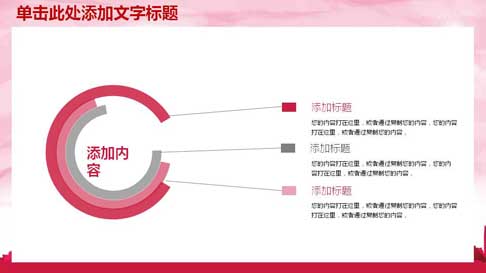 单击此处添加文字标题
添加内
容
添加标题
您的内容打在这里，或者通过复制您的内容，您的内容
打在这里，或者通过复制您的内容。
添加标题
您的内容打在这里，或者通过复制您的内容，您的内
容打在这里，或者通过复制您的内容。
添加标题
您的内容打在这里，或者通过复制您的内容，您的内容
打在这里，或者通过复制您的内容。